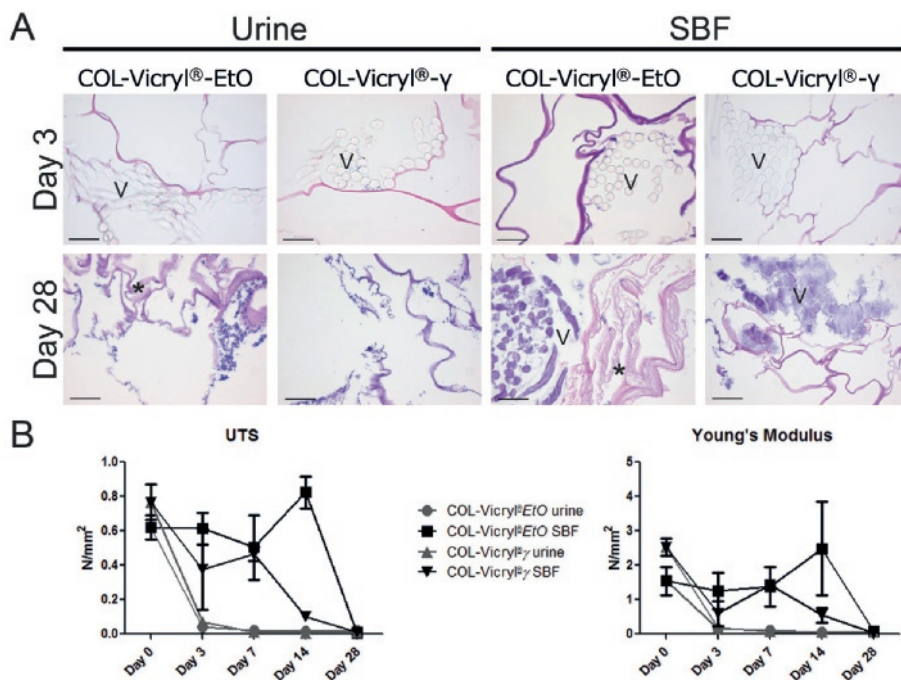 A
Urine SBF
COL-Vicryl®-EtO COL-Vicryl®-γ COL-Vicryl®-EtO COL-Vicryl®-γ
Day 3
V V V V
Day 28
* V * V
B
UTS
N/mm²
1.0
0.8
0.6
0.4
0.2
0.0
Day 0 Day 3 Day 7 Day 14 Day 28
COL-Vicryl®EtO urine
COL-Vicryl®EtO SBF
COL-Vicryl®γ urine
COL-Vicryl®γ SBF
Young's Modulus
N/mm²
5
4
3
2
1
0
Day 0 Day 3 Day 7 Day 14 Day 28